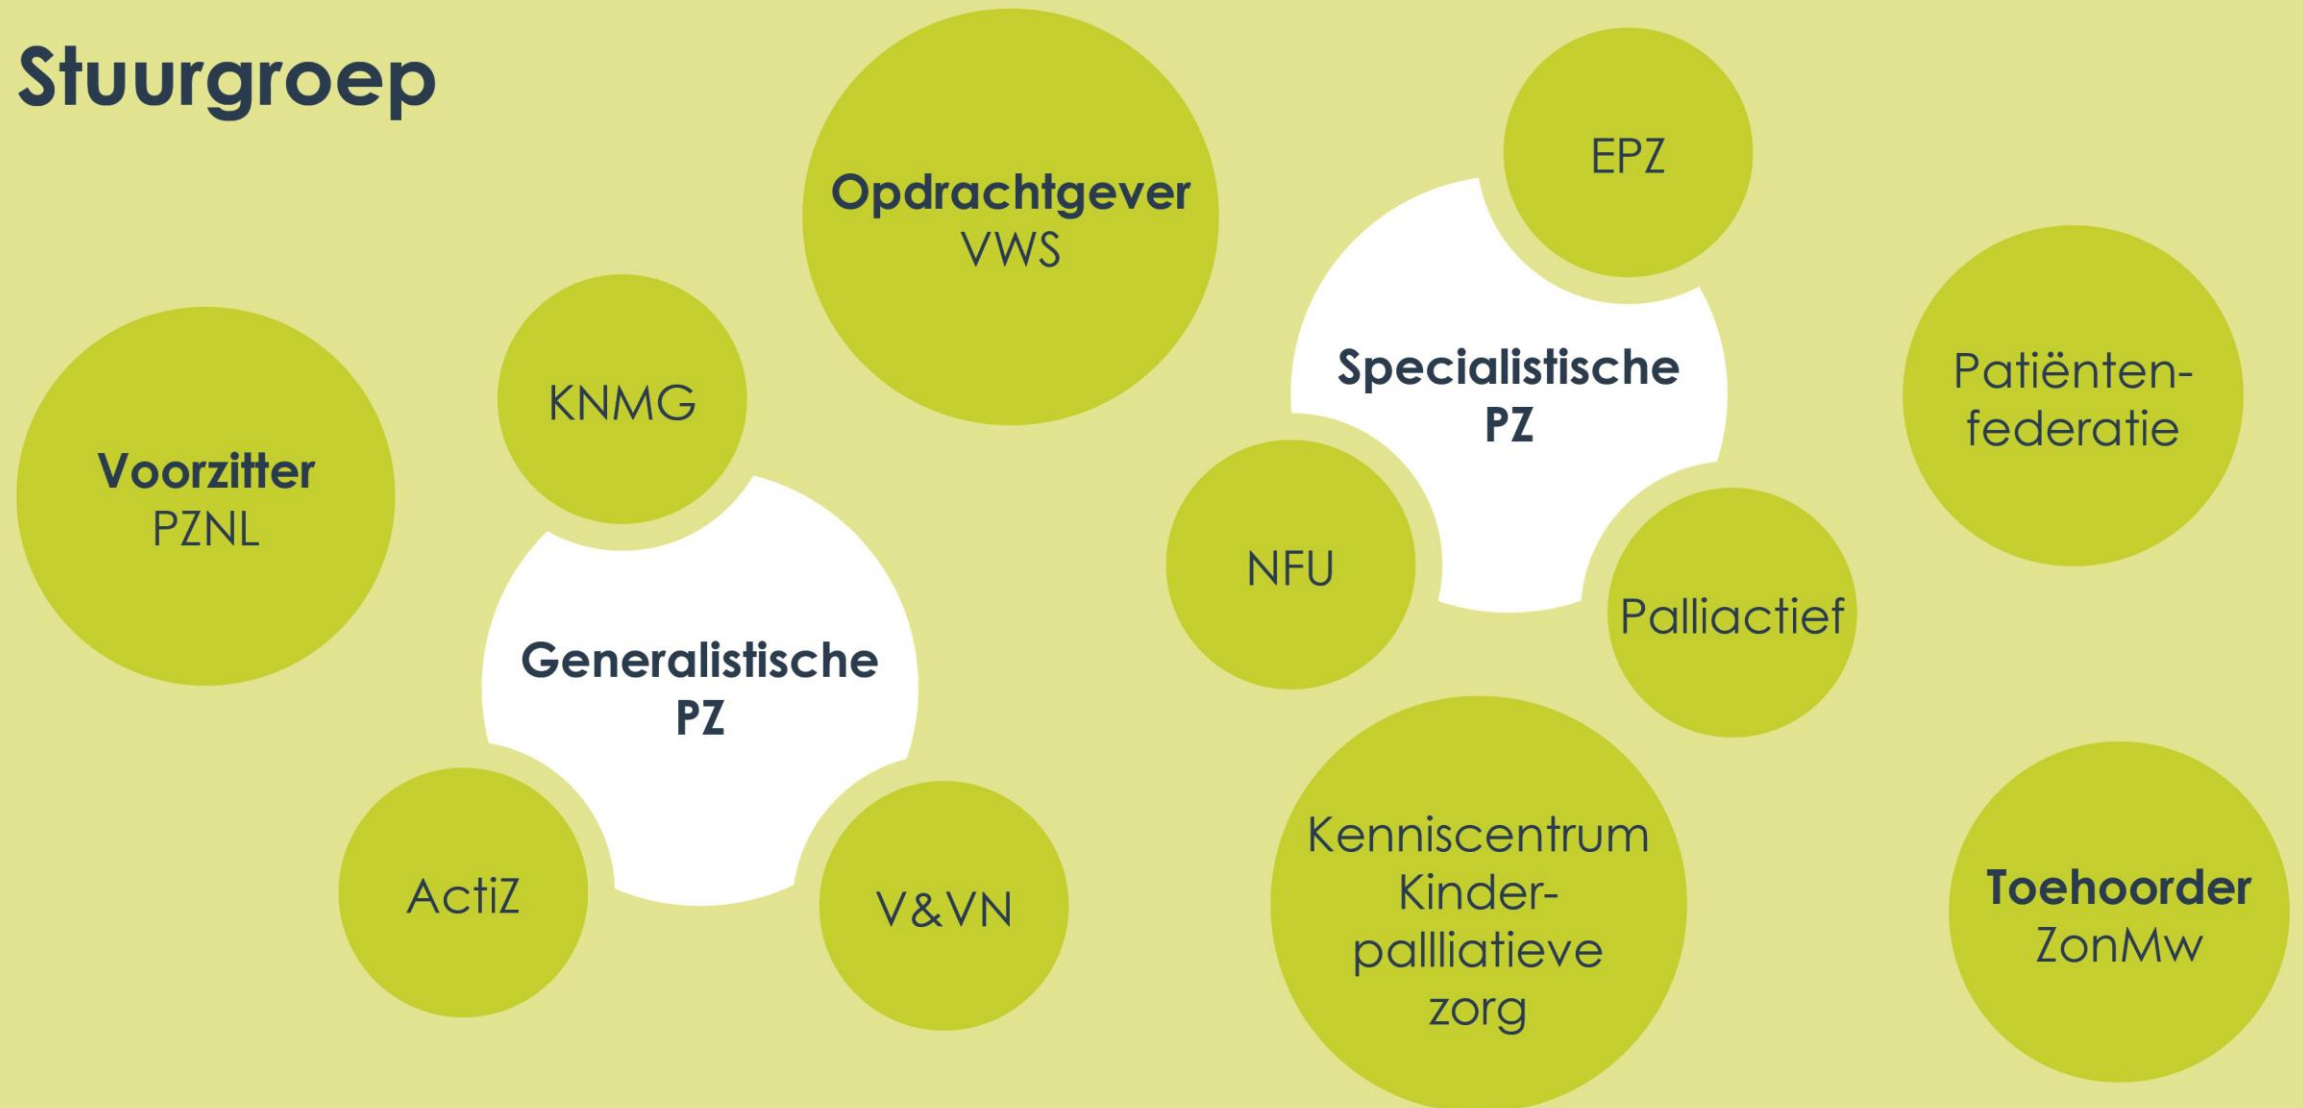 Stuurgroep
Opdrachtgever
VWS
EPZ
Specialistische
PZ
Patiënten-
federatie
KNMG
Voorzitter
PZNL
NFU
Palliactief
Generalistische
PZ
ActiZ
V&VN
Kenniscentrum
Kinder-
pallliatieve
zorg
Toehoorder
ZonMw